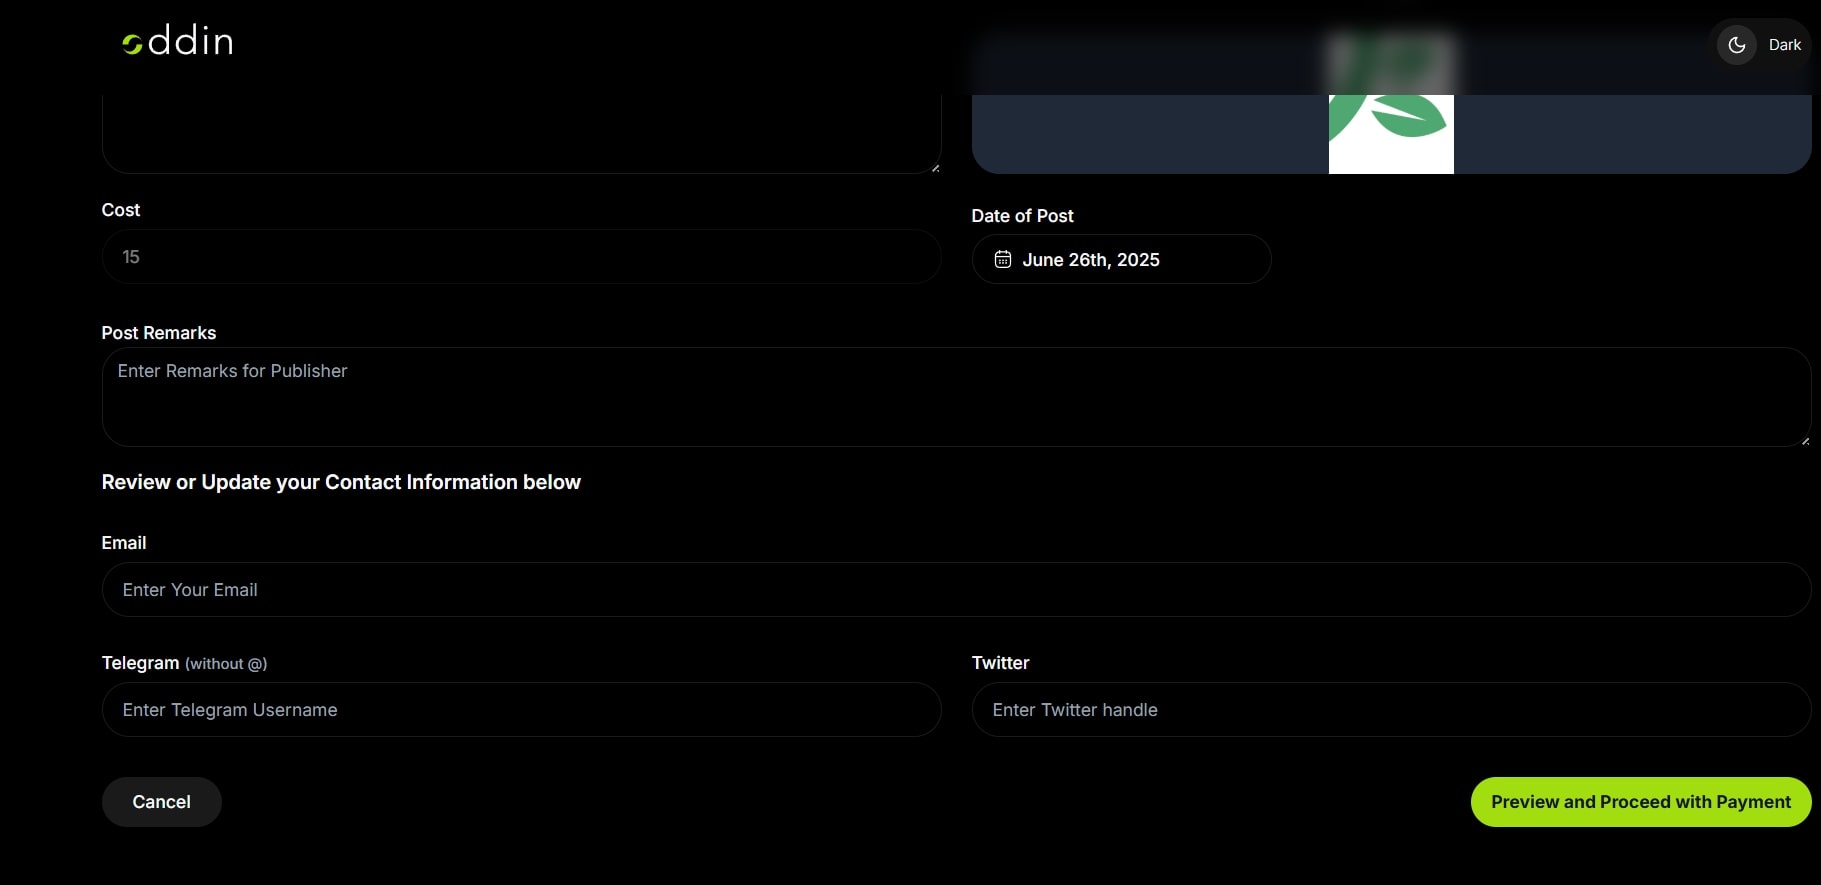 oddin
Dark
Cost
15
Date of Post
June 26th, 2025
Post Remarks
Enter Remarks for Publisher
Review or Update your Contact Information below
Email
Enter Your Email
Telegram (without @)
Enter Telegram Username
Twitter
Enter Twitter handle
Cancel
Preview and Proceed with Payment